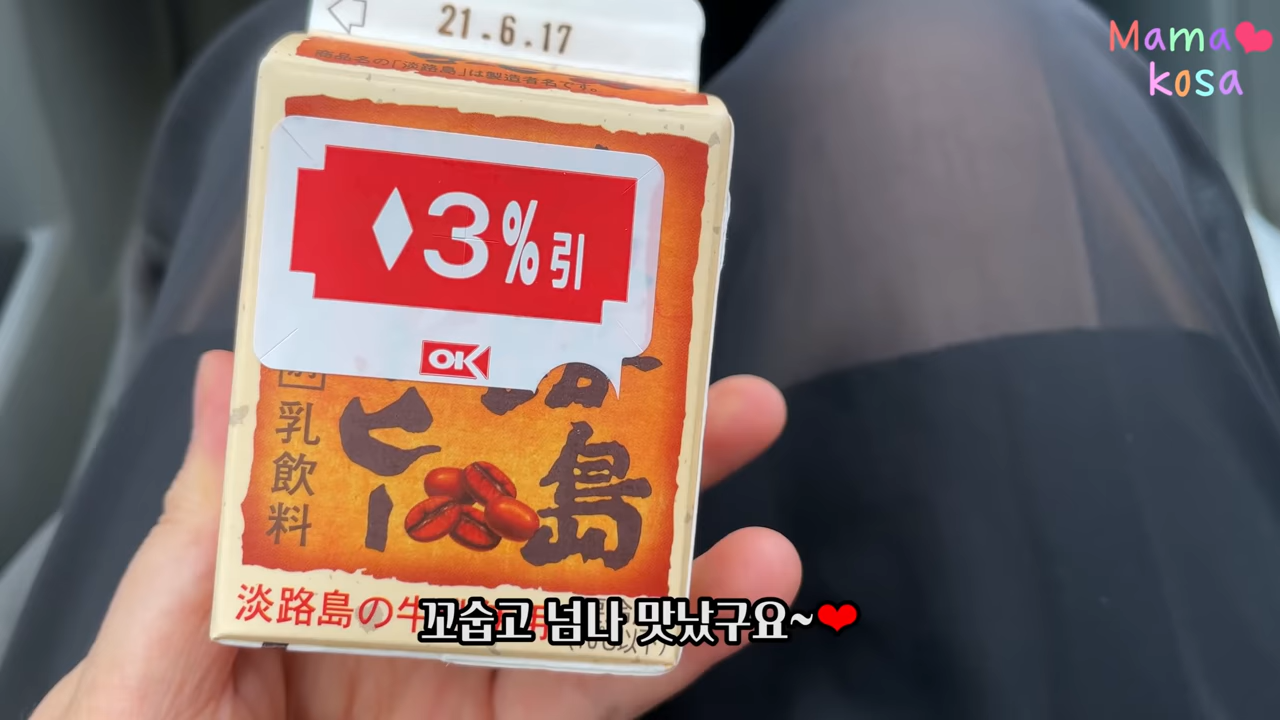 21.6.17
Mama
kosa
商品名の「淡路島」は製造者名です。
3%引
OK
乳飲料
ヒー
島
淡路島の牛
꼬숩고 넘나 맛났구요~❤